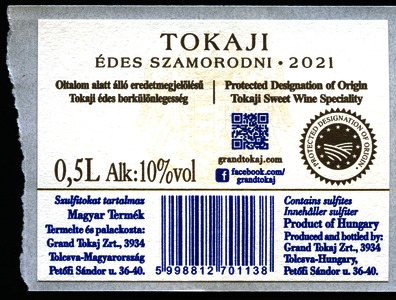 TOKAJI
ÉDES SZAMORODNI • 2021
Oltalom alatt álló eredetmegjelölésű
Tokaji édes borkülönlegesség
Protected Designation of Origin
Tokaji Sweet Wine Speciality
PROTECTED DESIGNATION OF ORIGIN
grandtokaj.com
facebook.com/
grandtokaj
0,5L Alk:10%vol
Szulfitokat tartalmaz
Magyar Termék
Termelte és palackozta:
Grand Tokaj Zrt., 3934
Tolcsva-Magyarország
Petőfi Sándor u. 36-40.
5 998812 701138
Contains sulfites
Innehåller sulfiter
Product of Hungary
Produced and bottled by:
Grand Tokaj Zrt., 3934
Tolcsva-Hungary,
Petőfi Sándor u. 36-40.